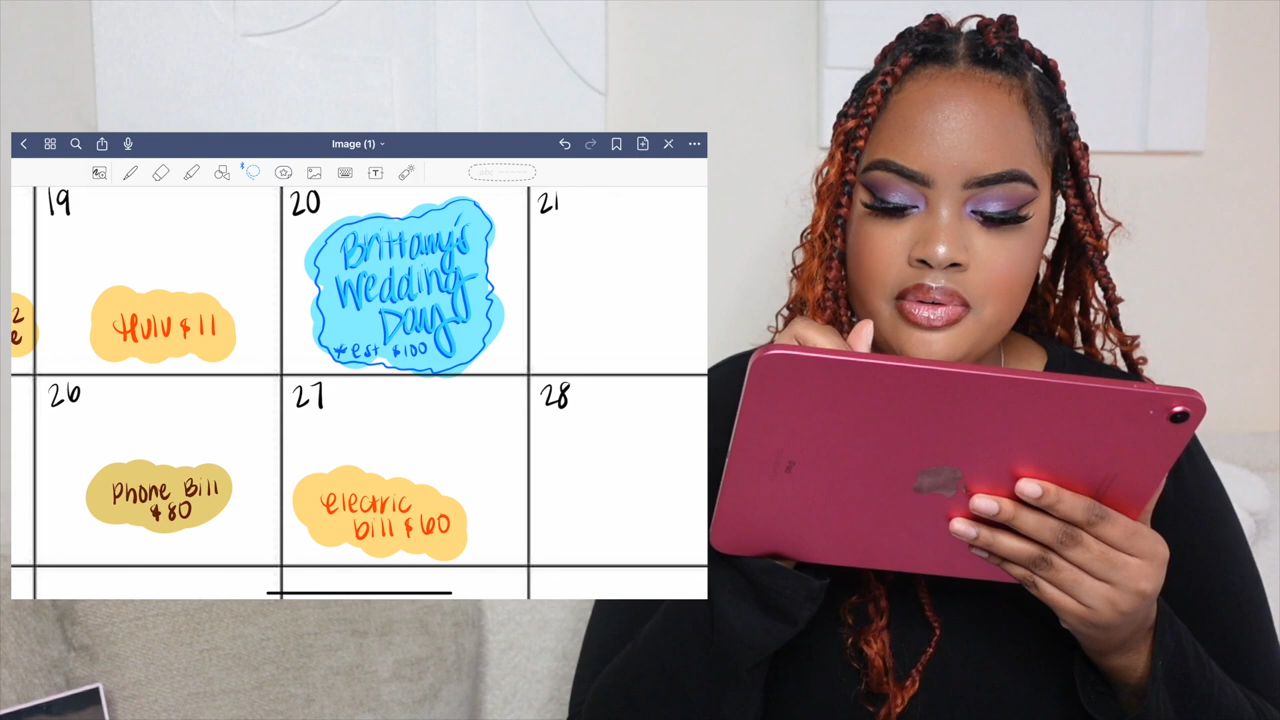 Image (1)
19
20
21
Brittany's
Wedding
Day
*est $100
Hulu $11
26
27
28
Phone Bill
$80
electric
bill $60
iPad